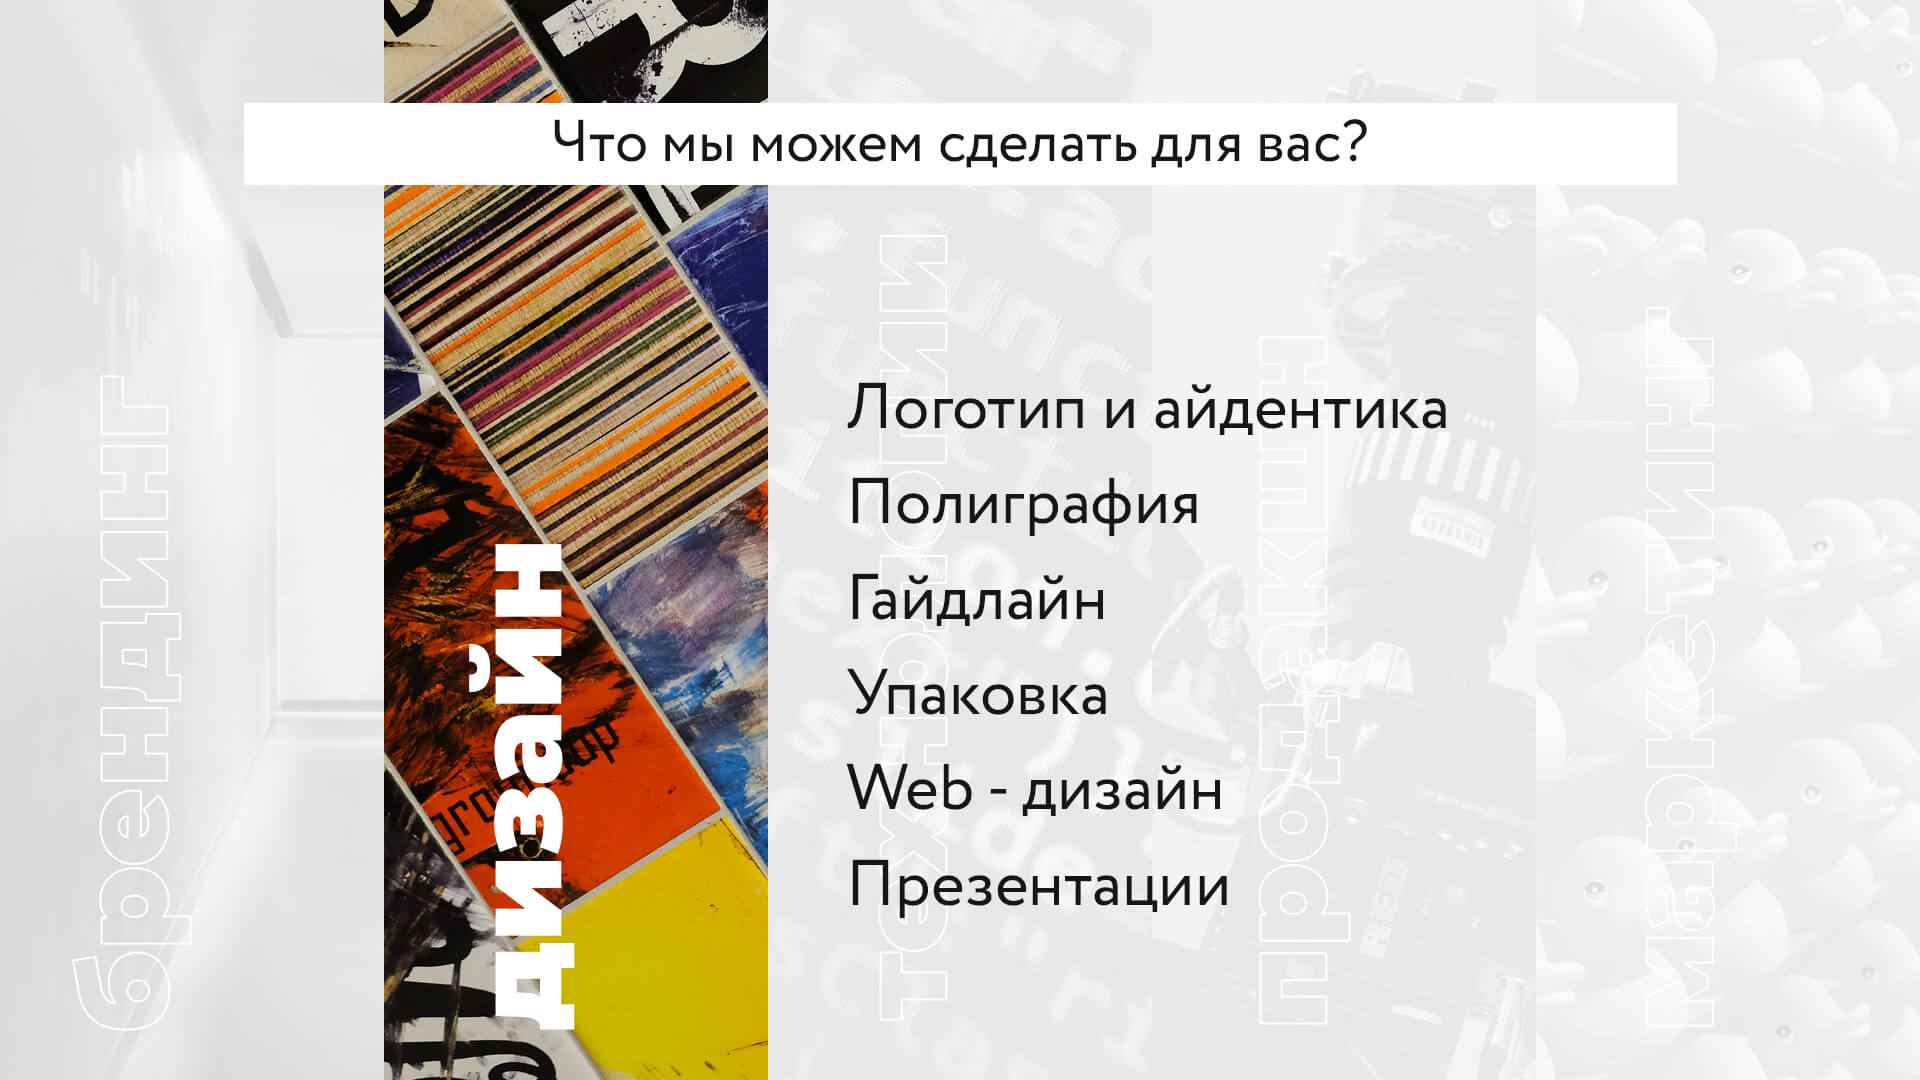 Что мы можем сделать для вас?
брендинг
дизайн
технологии
продакшн
маркетинг
Логотип и айдентика
Полиграфия
Гайдлайн
Упаковка
Web - дизайн
Презентации
RED